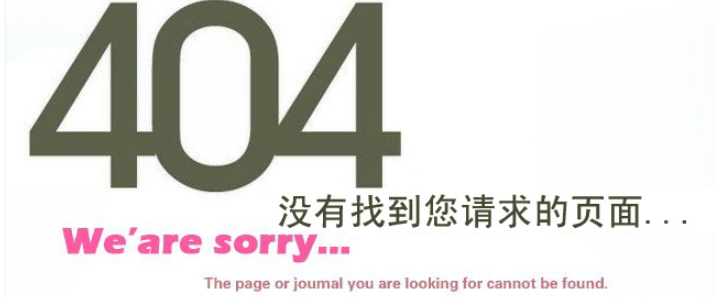 404
没有找到您请求的页面...
We'are sorry...
The page or joumal you are looking for cannot be found.